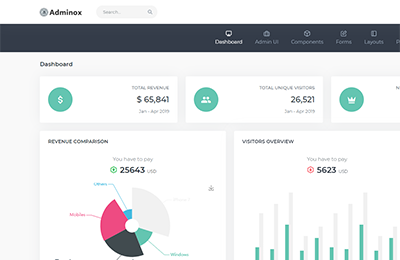 Adminox
Search..
Dashboard
Admin UI
Components
Forms
Layouts
Dashboard
TOTAL REVENUE
$ 65,841
Jan - Apr 2019
TOTAL UNIQUE VISITORS
26,521
Jan - Apr 2019
REVENUE COMPARISON
You have to pay
25643 USD
Others
Mobiles
Windows
VISITORS OVERVIEW
You have to pay
5623 USD